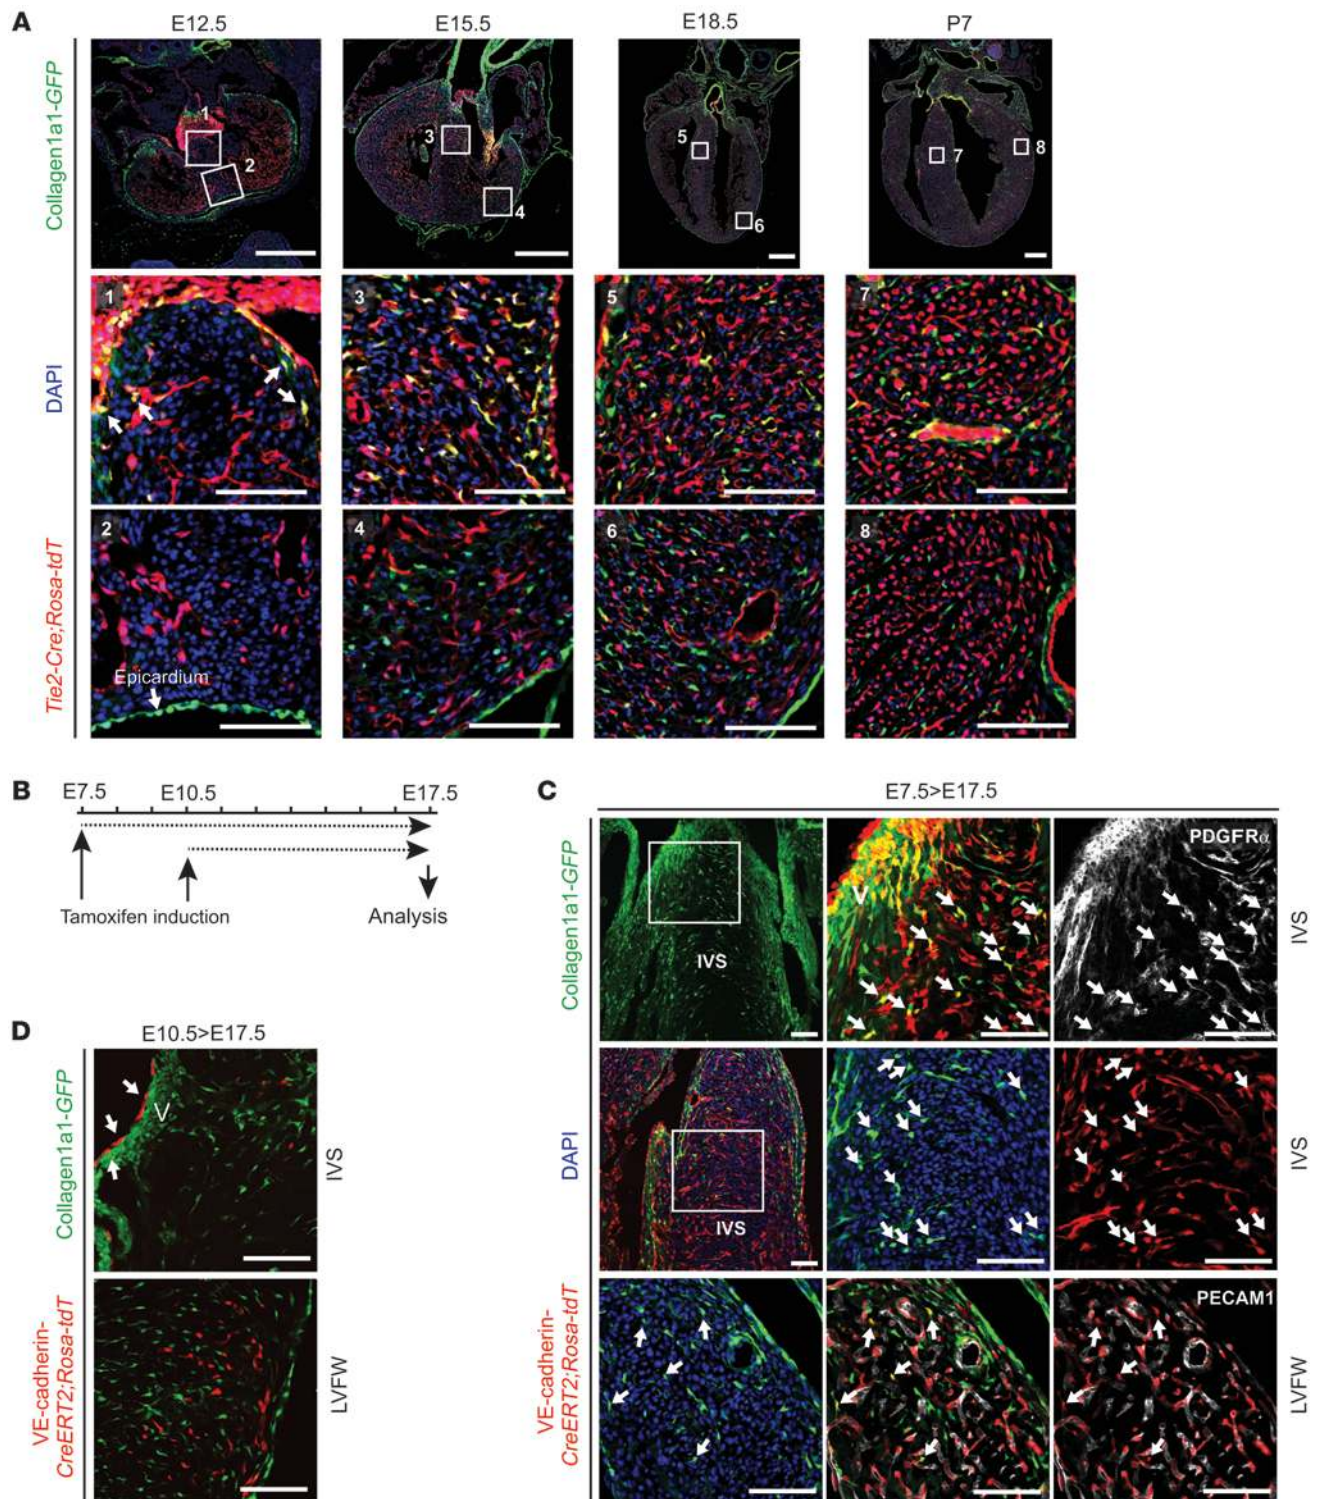 A
E12.5 E15.5 E18.5 P7
Collagen1a1-GFP
DAPI
Tie2-Cre;Rosa-tdT
1
2
3
4
5
6
7
8
1
3
5
7
2
4
6
8
Epicardium
B
E7.5 E10.5 E17.5
Tamoxifen induction
Analysis
C
E7.5>E17.5
Collagen1a1-GFP
DAPI
VE-cadherin-
CreERT2;Rosa-tdT
IVS
V
PDGFRα
IVS
IVS
IVS
PECAM1
LVFW
D
E10.5>E17.5
Collagen1a1-GFP
VE-cadherin-
CreERT2;Rosa-tdT
V
IVS
LVFW